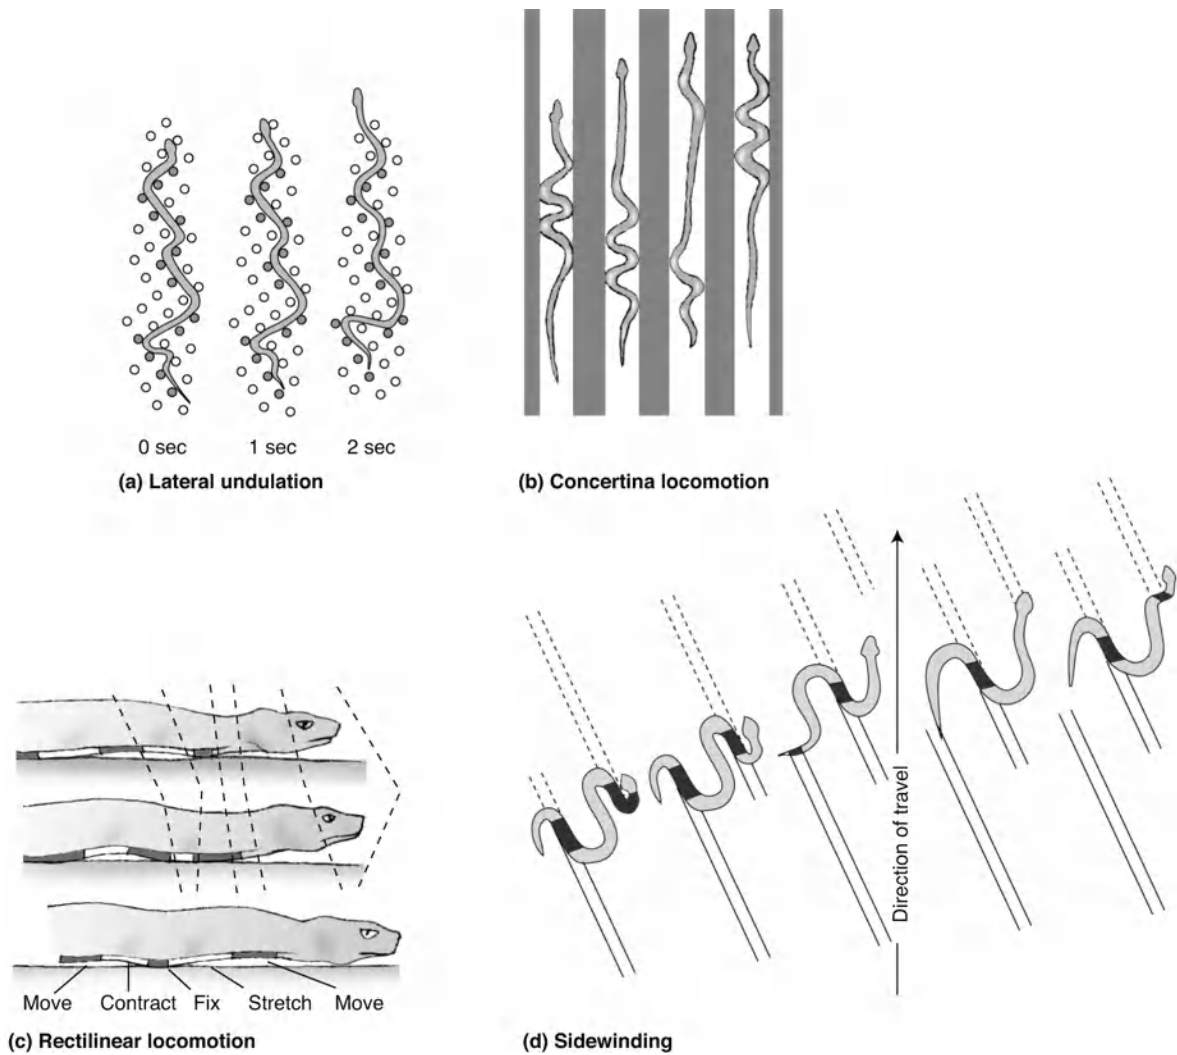 0 sec 1 sec 2 sec
(a) Lateral undulation
(b) Concertina locomotion
Move Contract Fix Stretch Move
(c) Rectilinear locomotion
Direction of travel
(d) Sidewinding